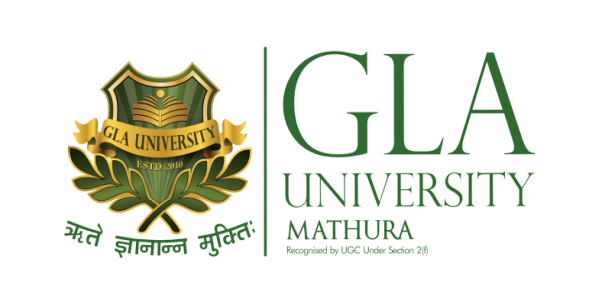 GLA UNIVERSITY
ESTD. 2010
ऋते ज्ञानान्न मुक्तिः
GLA
UNIVERSITY
MATHURA
Recognised by UGC Under Section 2(f)